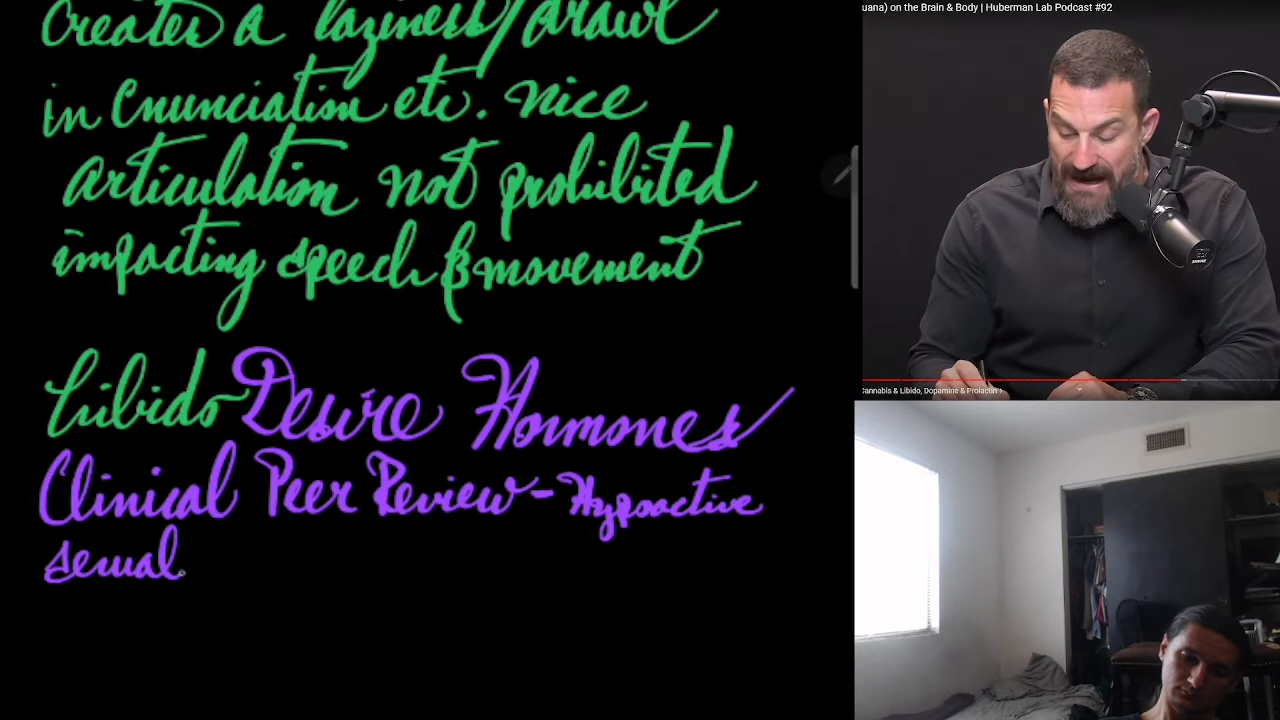 Creates a laziness/drawl
in Enunciation etc. nice
articulation not prohibited
impacting speech & movement
Libido Desire Hormones
Clinical Peer Review - Hypoactive
sexual
uana) on the Brain & Body | Huberman Lab Podcast #92
Cannabis & Libido, Dopamine & Prolactin ›